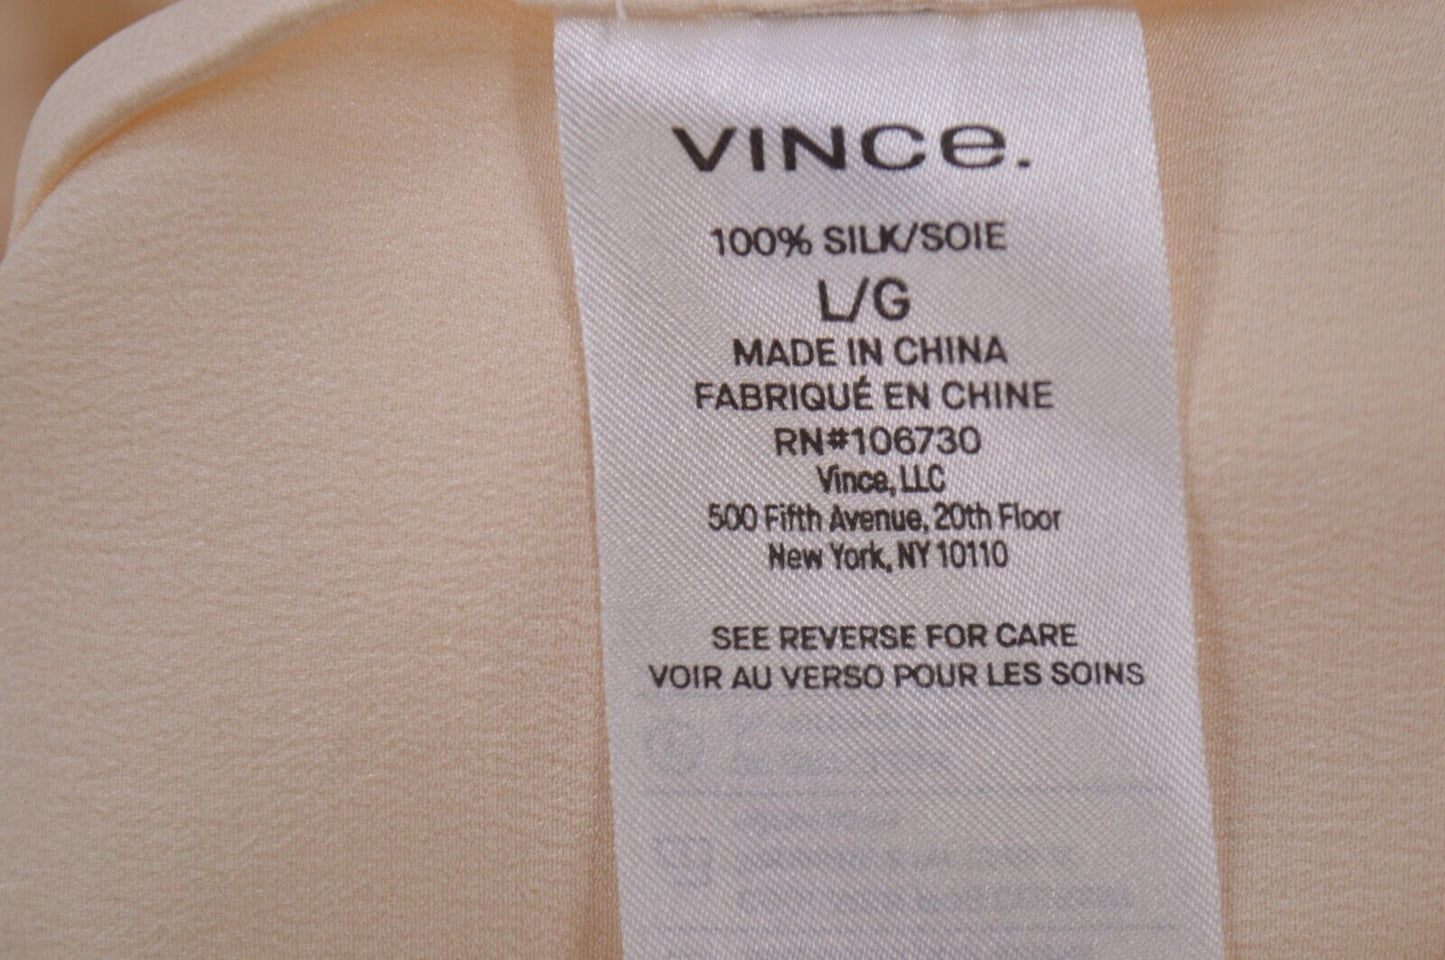 VINCe.
100% SILK/SOIE
L/G
MADE IN CHINA
FABRIQUÉ EN CHINE
RN#106730
Vince, LLC
500 Fifth Avenue, 20th Floor
New York, NY 10110
SEE REVERSE FOR CARE
VOIR AU VERSO POUR LES SOINS